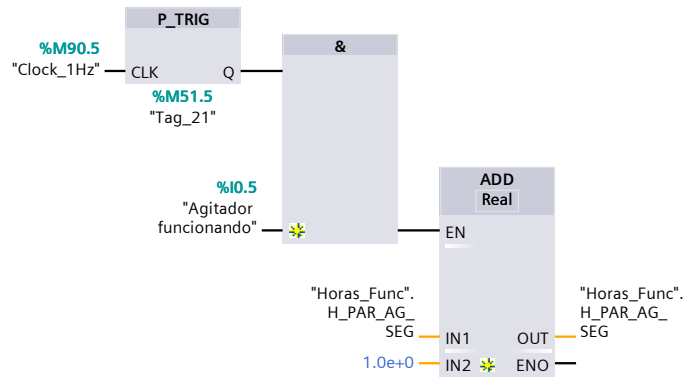 P_TRIG
%M90.5
"Clock_1Hz"
CLK
Q
%M51.5
"Tag_21"
&
%I0.5
"Agitador
funcionando"
ADD
Real
EN
"Horas_Func".
H_PAR_AG_
SEG
IN1
1.0e+0
IN2
OUT
ENO
"Horas_Func".
H_PAR_AG_
SEG